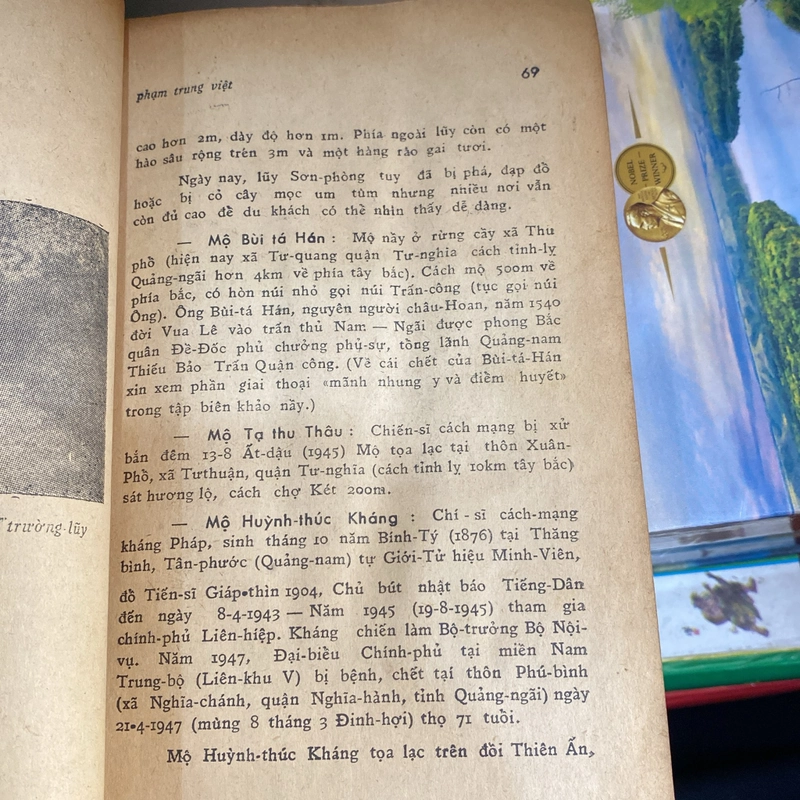 phạm trung việt
69
cao hơn 2m, dày độ hơn 1m. Phía ngoài lũy còn có một
hào sâu rộng trên 3m và một hàng rào gai tươi.
Ngày nay, lũy Sơn-phòng tuy đã bị phá, đạp đổ
hoặc bị cỏ cây mọc um tùm nhưng nhiều nơi vẫn
còn đủ cao để du khách có thể nhìn thấy dễ dàng.
— Mộ Bùi tá Hán : Mộ nầy ở rừng cầy xã Thu
phố (hiện nay xã Tư-quang quận Tư-nghĩa cách tỉnh-lỵ
Quảng-ngãi hơn 4km về phía tây bắc). Cách mộ 500m về
phía bắc, có hòn núi nhỏ gọi núi Trấn-công (tục gọi núi
Ông). Ông Bùi-tá Hán, nguyên người châu-Hoan, năm 1540
đời Vua Lê vào trấn thủ Nam — Ngãi được phong Bắc
quân Đề-Đốc phủ chưởng phụ-sự, tổng lãnh Quảng-nam
Thiếu Bảo Trấn Quận công. (Về cái chết của Bùi-tá-Hán
xin xem phần giai thoại «mãnh nhung y và điểm huyết»
trong tập biên khảo nầy.)
— Mộ Tạ thu Thâu : Chiến-sĩ cách mạng bị xử
bắn đêm 13-8 Ất-dậu (1945) Mộ tọa lạc tại thôn Xuân-
Phổ, xã Tưthuận, quận Tư-nghĩa (cách tỉnh lỵ 10km tây bắc)
sát hương lộ, cách chợ Két 200m.
— Mộ Huỳnh-thúc Kháng : Chí-sĩ cách-mạng
kháng Pháp, sinh tháng 10 năm Bính-Tý (1876) tại Thăng
bình, Tân-phước (Quảng-nam) tự Giới-Tử hiệu Minh-Viên,
đỗ Tiến-sĩ Giáp-thìn 1904, Chủ bút nhật báo Tiếng-Dân
đến ngày 8-4-1943 — Năm 1945 (19-8-1945) tham gia
chính-phủ Liên-hiệp. Kháng chiến làm Bộ-trưởng Bộ Nội-
vụ. Năm 1947, Đại-biểu Chính-phủ tại miền Nam
Trung-bộ (Liên-khu V) bị bệnh, chết tại thôn Phú-bình
(xã Nghĩa-chánh, quận Nghĩa-hành, tỉnh Quảng-ngãi) ngày
21-4-1947 (mùng 8 tháng 3 Đinh-hợi) thọ 71 tuổi.
Mộ Huỳnh-thúc Kháng tọa lạc trên đồi Thiên Ấn,
trường-lũy
NOBEL
PRIZE
WINNER